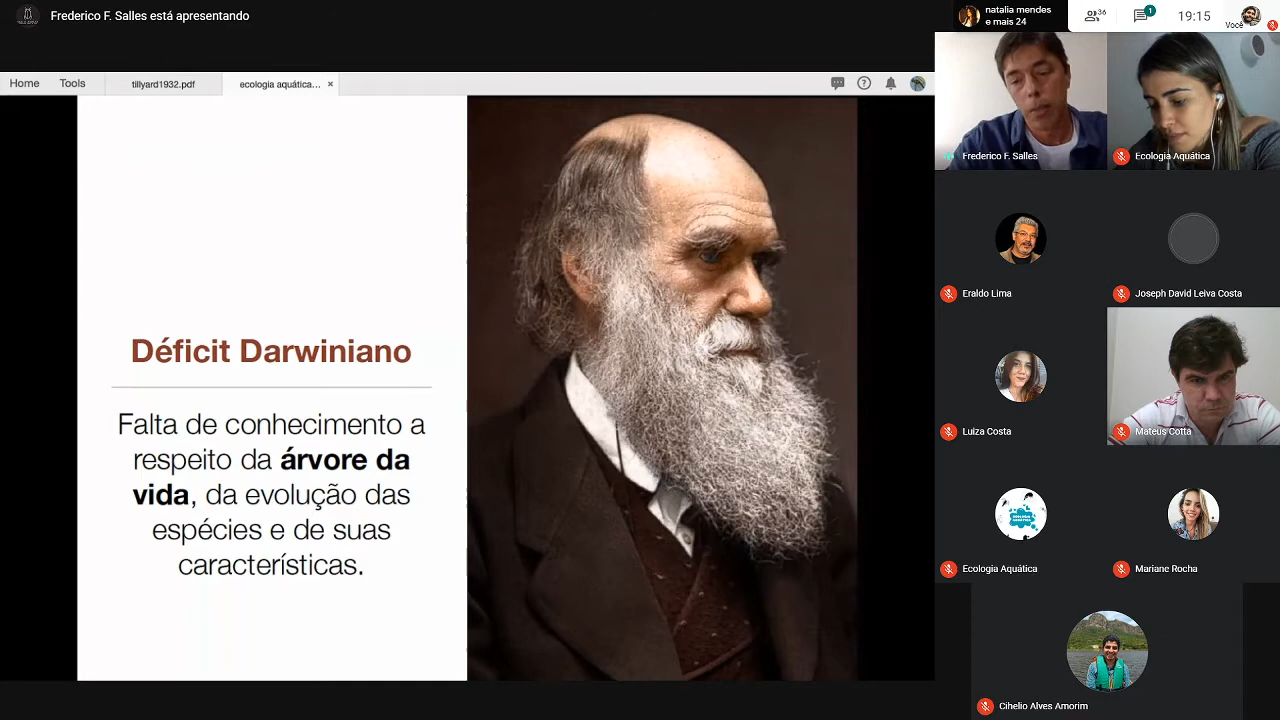 Frederico F. Salles está apresentando
natalia mendes
e mais 24
36
1
19:15
Você
Home
Tools
tillyard1932.pdf
ecologia aquática...
Déficit Darwiniano
Falta de conhecimento a
respeito da árvore da
vida, da evolução das
espécies e de suas
características.
Frederico F. Salles
Ecologia Aquática
Eraldo Lima
Joseph David Leiva Costa
Luiza Costa
Mateus Cotta
Ecologia Aquática
Mariane Rocha
Cihelio Alves Amorim